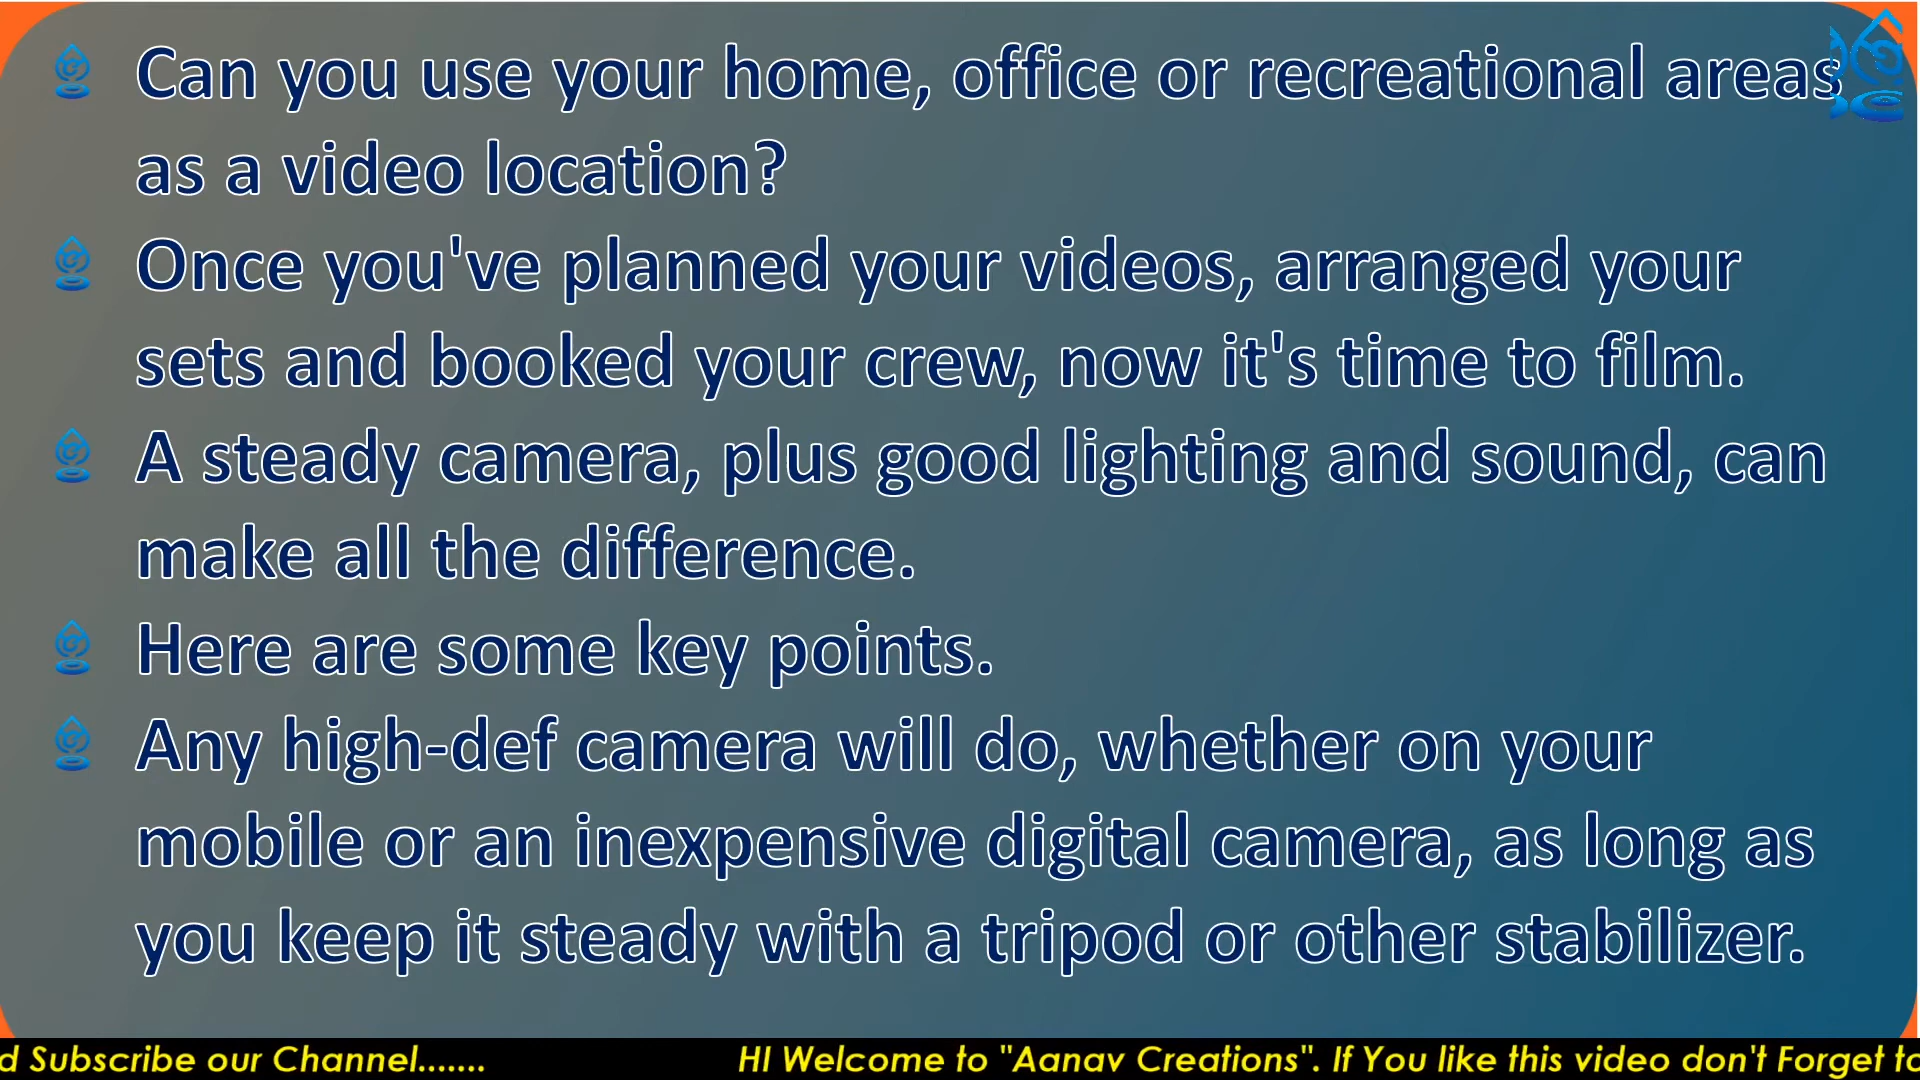 Can you use your home, office or recreational areas
as a video location?
Once you've planned your videos, arranged your
sets and booked your crew, now it's time to film.
A steady camera, plus good lighting and sound, can
make all the difference.
Here are some key points.
Any high-def camera will do, whether on your
mobile or an inexpensive digital camera, as long as
you keep it steady with a tripod or other stabilizer.
d Subscribe our Channel....... HI Welcome to "Aanav Creations". If You like this video don't Forget to